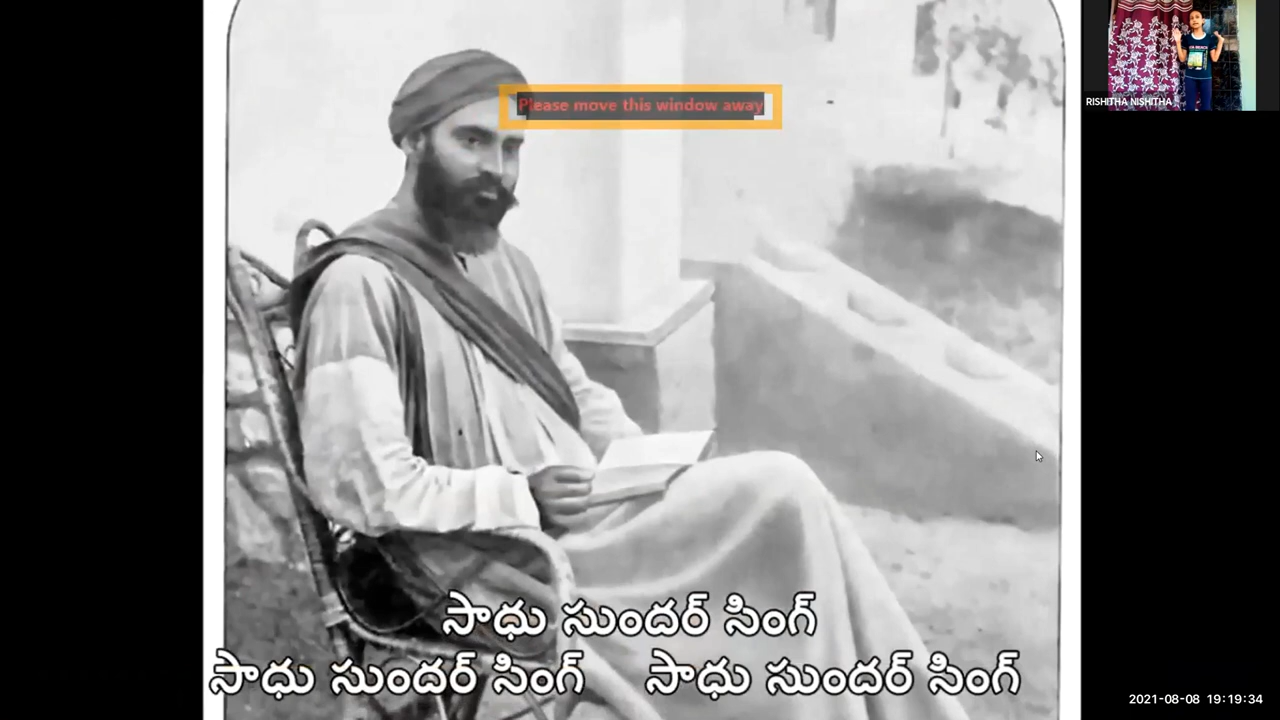 Please move this window away
RISHITHA NISHITHA
సాధు సుందర్ సింగ్
సాధు సుందర్ సింగ్ సాధు సుందర్ సింగ్
2021-08-08 19:19:34